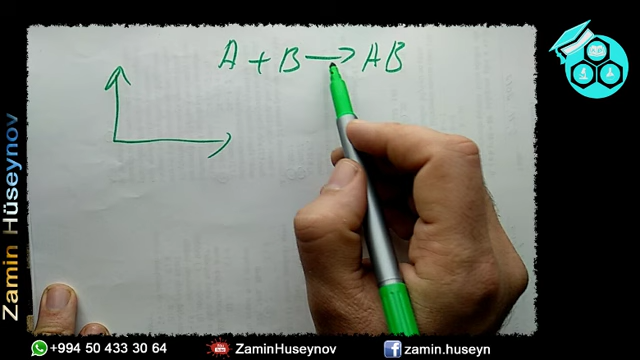 A + B → AB
Zamin Hüseynov
+994 50 433 30 64
ZaminHuseynov
zamin.huseyn